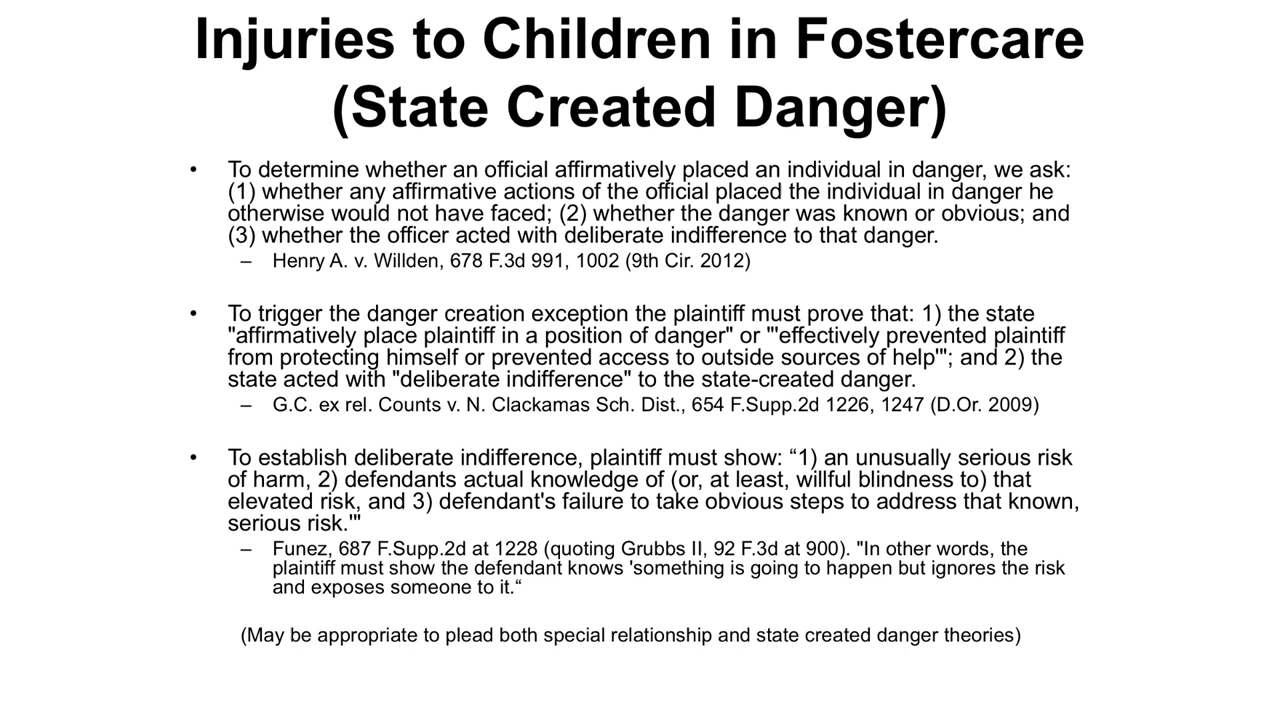 Injuries to Children in Fostercare
(State Created Danger)
• To determine whether an official affirmatively placed an individual in danger, we ask:
(1) whether any affirmative actions of the official placed the individual in danger he
otherwise would not have faced; (2) whether the danger was known or obvious; and
(3) whether the officer acted with deliberate indifference to that danger.
– Henry A. v. Willden, 678 F.3d 991, 1002 (9th Cir. 2012)
• To trigger the danger creation exception the plaintiff must prove that: 1) the state
"affirmatively place plaintiff in a position of danger" or "'effectively prevented plaintiff
from protecting himself or prevented access to outside sources of help'"; and 2) the
state acted with "deliberate indifference" to the state-created danger.
– G.C. ex rel. Counts v. N. Clackamas Sch. Dist., 654 F.Supp.2d 1226, 1247 (D.Or. 2009)
• To establish deliberate indifference, plaintiff must show: “1) an unusually serious risk
of harm, 2) defendants actual knowledge of (or, at least, willful blindness to) that
elevated risk, and 3) defendant's failure to take obvious steps to address that known,
serious risk.'"
– Funez, 687 F.Supp.2d at 1228 (quoting Grubbs II, 92 F.3d at 900). "In other words, the
plaintiff must show the defendant knows 'something is going to happen but ignores the risk
and exposes someone to it.“
(May be appropriate to plead both special relationship and state created danger theories)